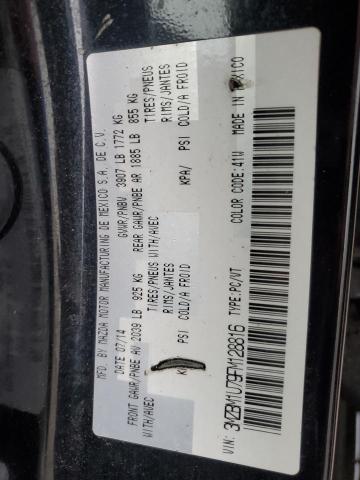 MFD. BY MAZDA MOTOR MANUFACTURING DE MEXICO S.A. DE C.V.
DATE 07/14 GVWR/PNBV 3907 LB 1772 KG
FRONT GAWR/PNBE AV 2039 LB 925 KG REAR GAWR/PNBE AR 1885 LB 855 KG
WITH/AVEC TIRES/PNEUS WITH/AVEC TIRES/PNEUS
RIMS/JANTES RIMS/JANTES
PSI COLD/A FROID KPA/ PSI COLD/A FROID
MADE IN MEXICO
COLOR CODE:41W
VIN: 3MZBM1U79FM128816 TYPE:PC/VT